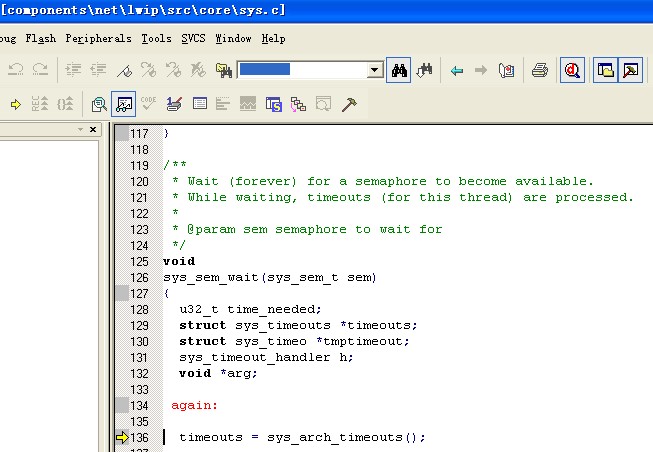 [components\net\lwip\src\core\sys.c]
oug Flash Peripherals Tools SVCS Window Help
117 }
118
119 /**
120 * Wait (forever) for a semaphore to become available.
121 * While waiting, timeouts (for this thread) are processed.
122 *
123 * @param sem semaphore to wait for
124 */
125 void
126 sys_sem_wait(sys_sem_t sem)
127 {
128 u32_t time_needed;
129 struct sys_timeouts *timeouts;
130 struct sys_timeo *tmptimeout;
131 sys_timeout_handler h;
132 void *arg;
133
134 again:
135
136 timeouts = sys_arch_timeouts();